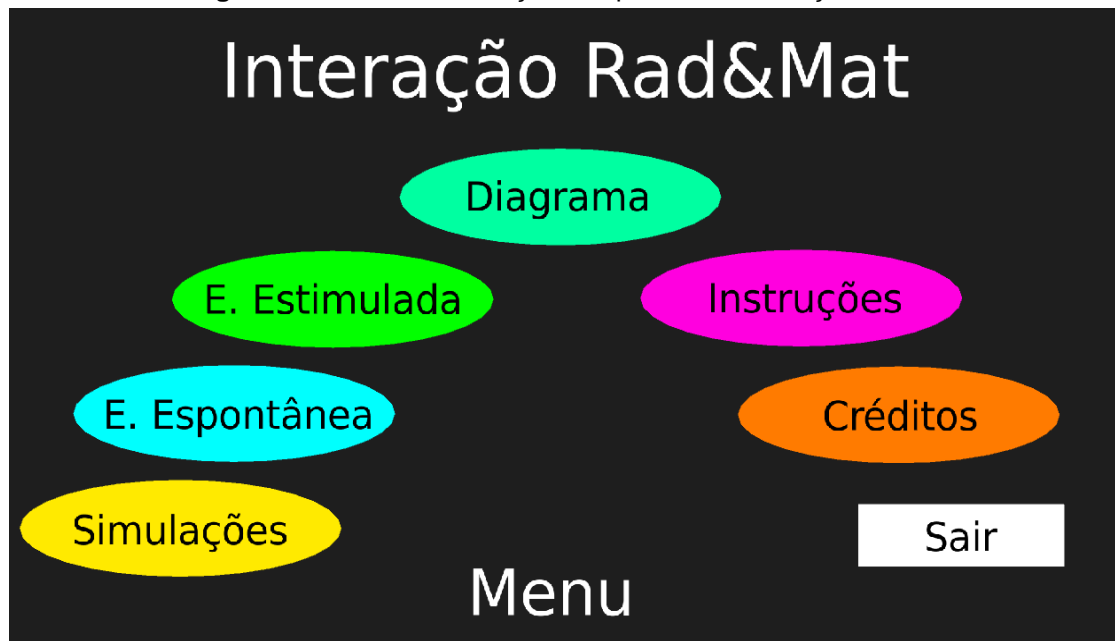 Interação Rad&Mat
Diagrama
E. Estimulada
Instruções
E. Espontânea
Créditos
Simulações
Sair
Menu